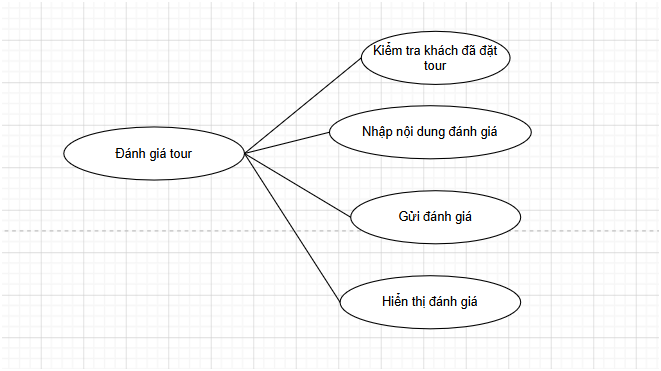 Kiểm tra khách đã đặt
tour
Nhập nội dung đánh giá
Đánh giá tour
Gửi đánh giá
Hiển thị đánh giá